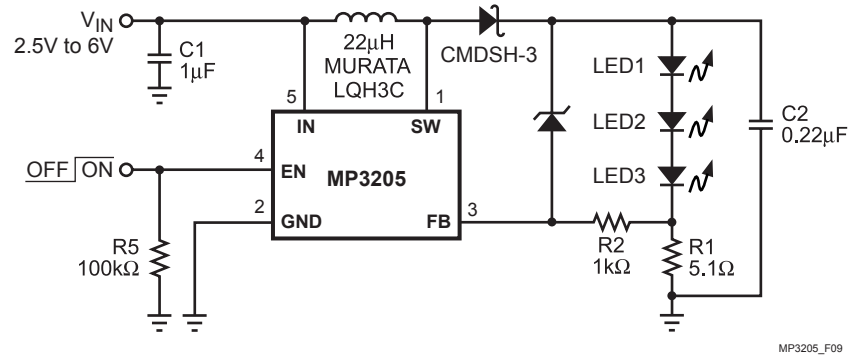 V_IN
2.5V to 6V
C1
1μF
22μH
MURATA
LQH3C
CMDSH-3
LED1
LED2
LED3
C2
0.22μF
5
1
IN
SW
OFF ON
4
EN
MP3205
2
GND
FB
3
R5
100kΩ
R2
1kΩ
R1
5.1Ω
MP3205_F09